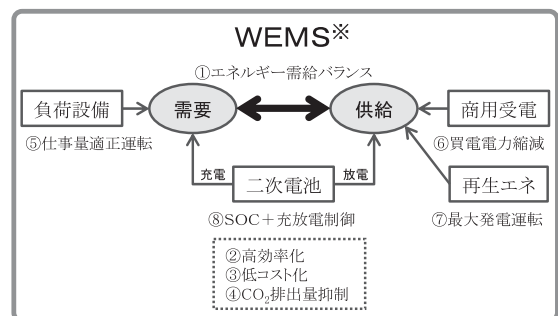 WEMS※
①エネルギー需給バランス
負荷設備
需要
供給
商用受電
⑤仕事量適正運転
⑥買電電力縮減
充電
二次電池
放電
再生エネ
⑧SOC＋充放電制御
⑦最大発電運転
②高効率化
③低コスト化
④CO₂排出量抑制